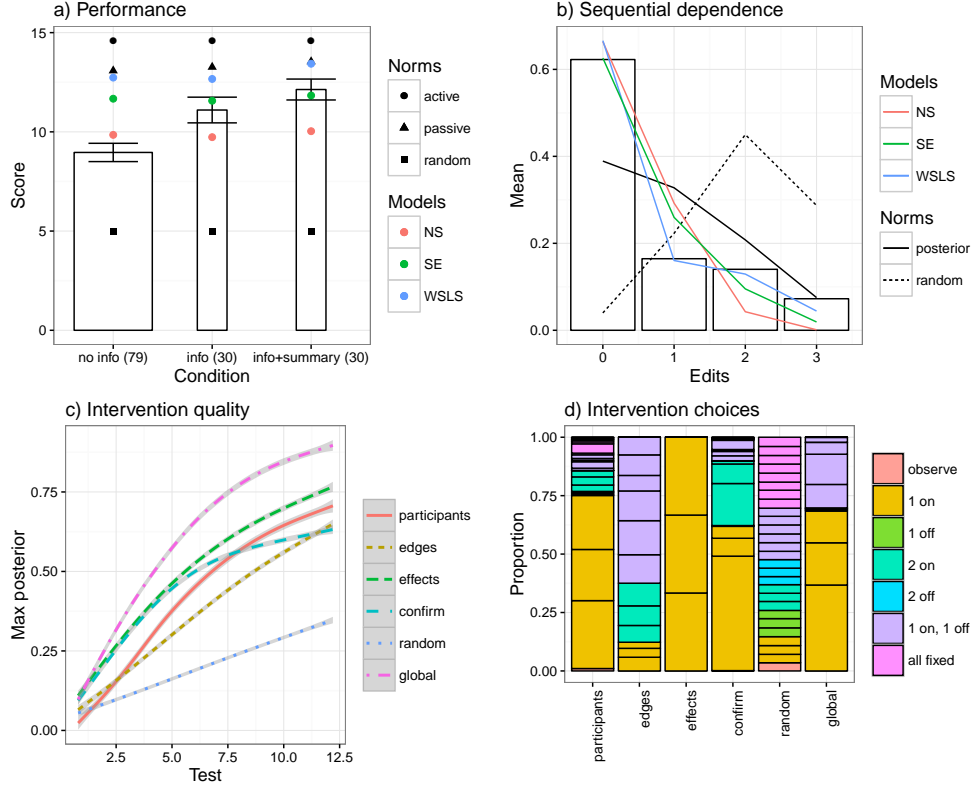 a) Performance
15
10
5
0
Score
no info (79)
info (30)
info+summary (30)
Condition
Norms
active
passive
random
Models
NS
SE
WSLS
b) Sequential dependence
0.6
0.4
0.2
0.0
Mean
0
1
2
3
Edits
Models
NS
SE
WSLS
Norms
posterior
random
c) Intervention quality
0.75
0.50
0.25
0.00
Max posterior
2.5
5.0
7.5
10.0
12.5
Test
participants
edges
effects
confirm
random
global
d) Intervention choices
1.00
0.75
0.50
0.25
0.00
Proportion
participants
edges
effects
confirm
random
global
observe
1 on
1 off
2 on
2 off
1 on, 1 off
all fixed